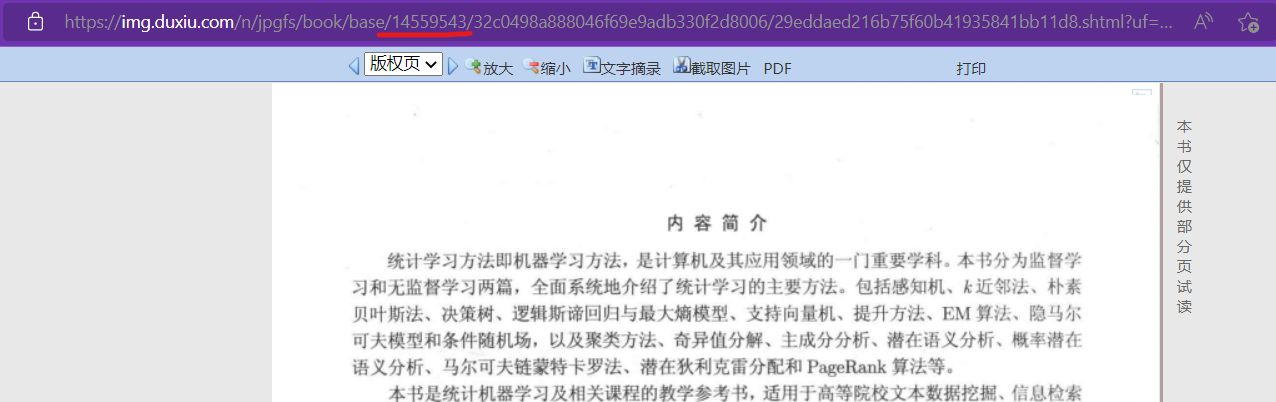 https://img.duxiu.com/n/jpgfs/book/base/14559543/32c0498a888046f69e9adb330f2d8006/29eddaed216b75f60b41935841bb11d8.shtml?uf=...
版权页 放大 缩小 文字摘录 截取图片 PDF 打印
本书仅提供部分页试读
内容简介
统计学习方法即机器学习方法，是计算机及其应用领域的一门重要学科。本书分为监督学
习和无监督学习两篇，全面系统地介绍了统计学习的主要方法。包括感知机、k 近邻法、朴素
贝叶斯法、决策树、逻辑斯谛回归与最大熵模型、支持向量机、提升方法、EM 算法、隐马尔
可夫模型和条件随机场，以及聚类方法、奇异值分解、主成分分析、潜在语义分析、概率潜在
语义分析、马尔可夫链蒙特卡罗法、潜在狄利克雷分配和 PageRank 算法等。
本书是统计机器学习及相关课程的教学参考书，适用于高等院校文本数据挖掘、信息检索